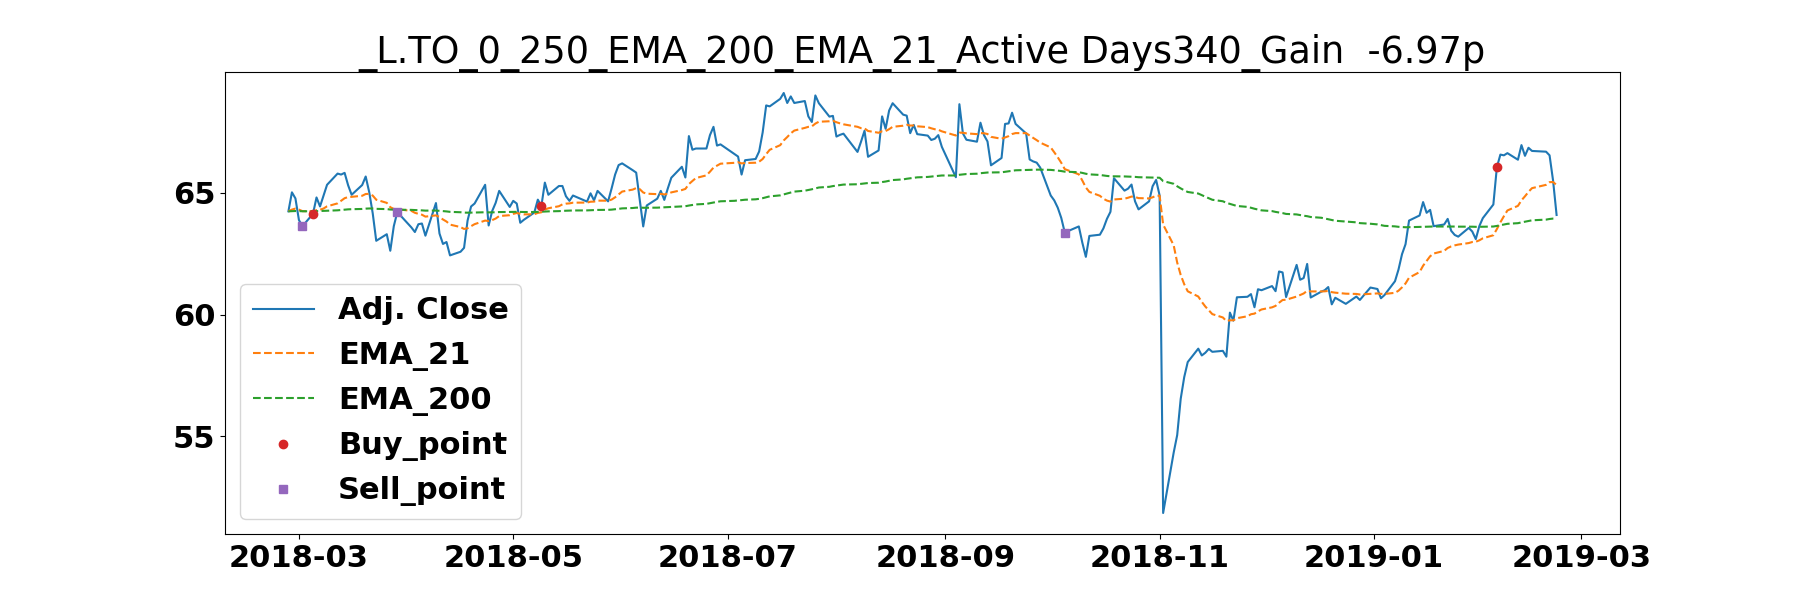 _L.TO_0_250_EMA_200_EMA_21_Active Days340_Gain  -6.97p
65
60
55
Adj. Close
EMA_21
EMA_200
Buy_point
Sell_point
2018-03 2018-05 2018-07 2018-09 2018-11 2019-01 2019-03